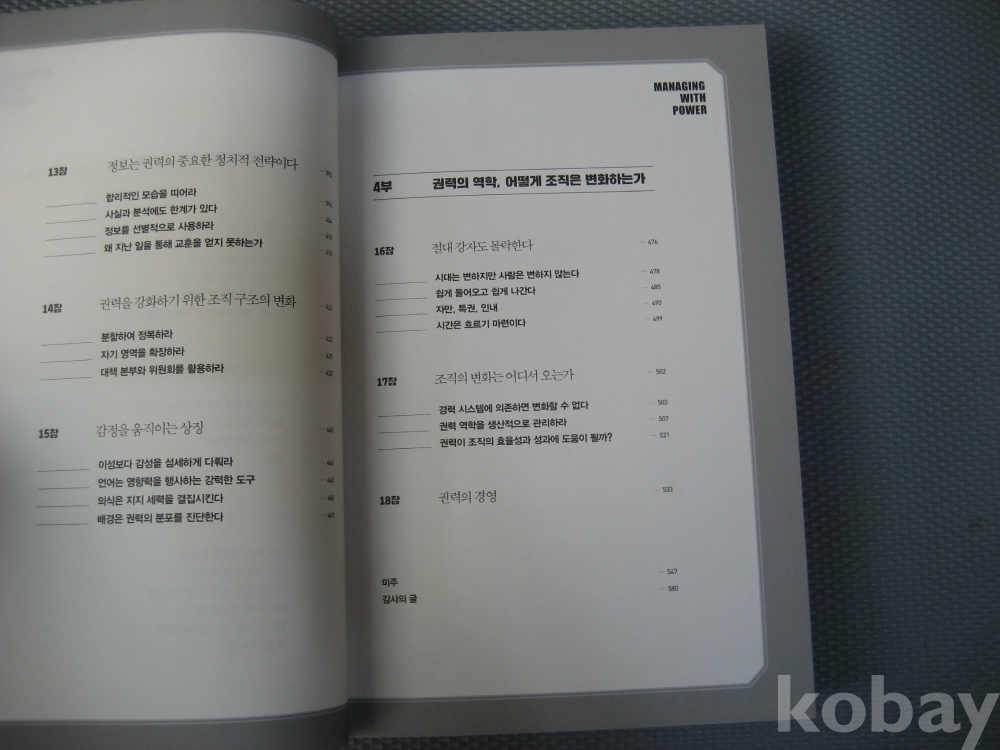 13장 정보는 권력의 중요한 정치적 전략이다
합리적인 모습을 띠어라
사실과 분석에도 한계가 있다
정보를 선별적으로 사용하라
왜 지난 일을 통해 교훈을 얻지 못하는가
14장 권력을 강화하기 위한 조직 구조의 변화
분할하여 정복하라
자기 영역을 확장하라
대책 본부와 위원회를 활용하라
15장 감정을 움직이는 상징
이성보다 감성을 섬세하게 다뤄라
언어는 영향력을 행사하는 강력한 도구
의식은 지지 세력을 결집시킨다
배경은 권력의 분포를 진단한다
MANAGING
WITH
POWER
4부 권력의 역학, 어떻게 조직은 변화하는가
16장 절대 강자도 몰락한다 476
시대는 변하지만 사람은 변하지 않는다 478
쉽게 들어오고 쉽게 나간다 485
자만, 특권, 인내 490
시간은 흐르기 마련이다 499
17장 조직의 변화는 어디서 오는가 502
경력 시스템에 의존하면 변화할 수 없다 503
권력 역학을 생산적으로 관리하라 507
권력이 조직의 효율성과 성과에 도움이 될까? 521
18장 권력의 경영 533
미주 547
감사의 글 580
kobay